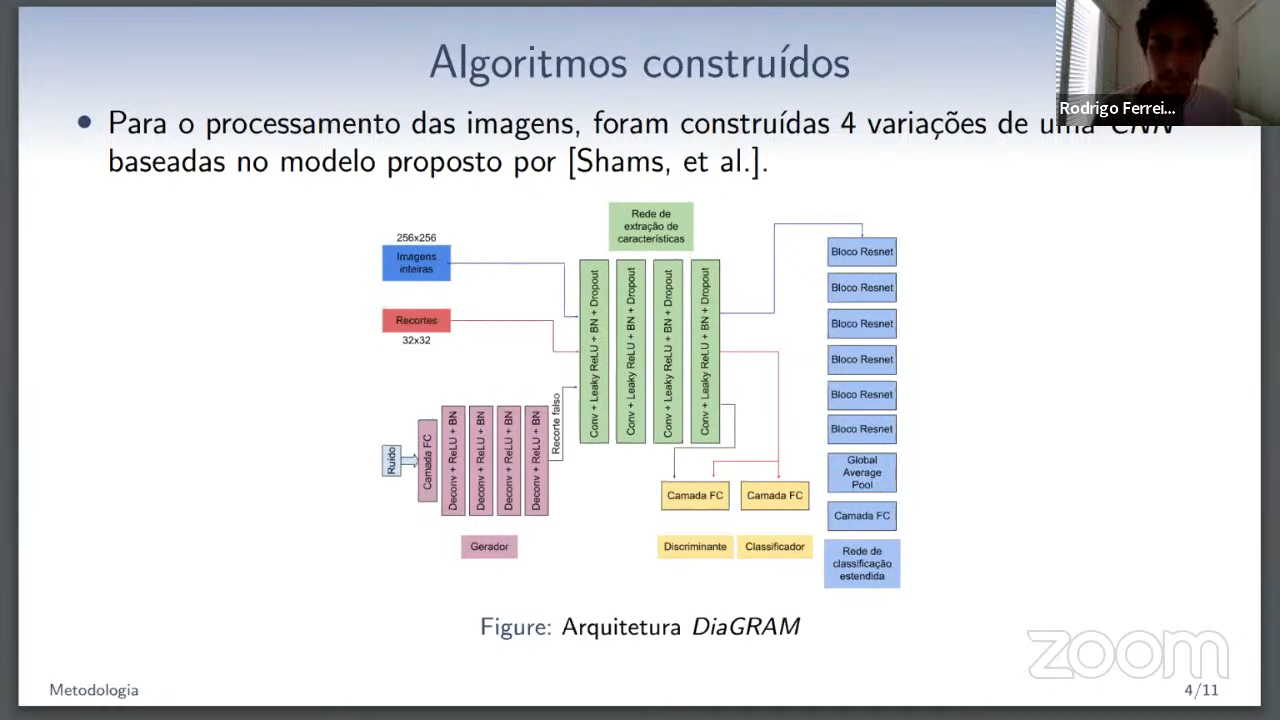 Algoritmos construídos
Rodrigo Ferrei...
Para o processamento das imagens, foram construídas 4 variações de uma CNN
baseadas no modelo proposto por [Shams, et al.].
Rede de
extração de
características
256x256
Imagens
inteiras
Recortes
32x32
Ruído
Camada FC
Deconv + ReLU + BN
Deconv + ReLU + BN
Deconv + ReLU + BN
Deconv + ReLU + BN
Recorte falso
Gerador
Conv + Leaky ReLU + BN + Dropout
Conv + Leaky ReLU + BN + Dropout
Conv + Leaky ReLU + BN + Dropout
Conv + Leaky ReLU + BN + Dropout
Camada FC
Camada FC
Discriminante
Classificador
Bloco Resnet
Bloco Resnet
Bloco Resnet
Bloco Resnet
Bloco Resnet
Bloco Resnet
Global
Average
Pool
Camada FC
Rede de
classificação
estendida
Figure: Arquitetura DiaGRAM
zoom
Metodologia
4/11